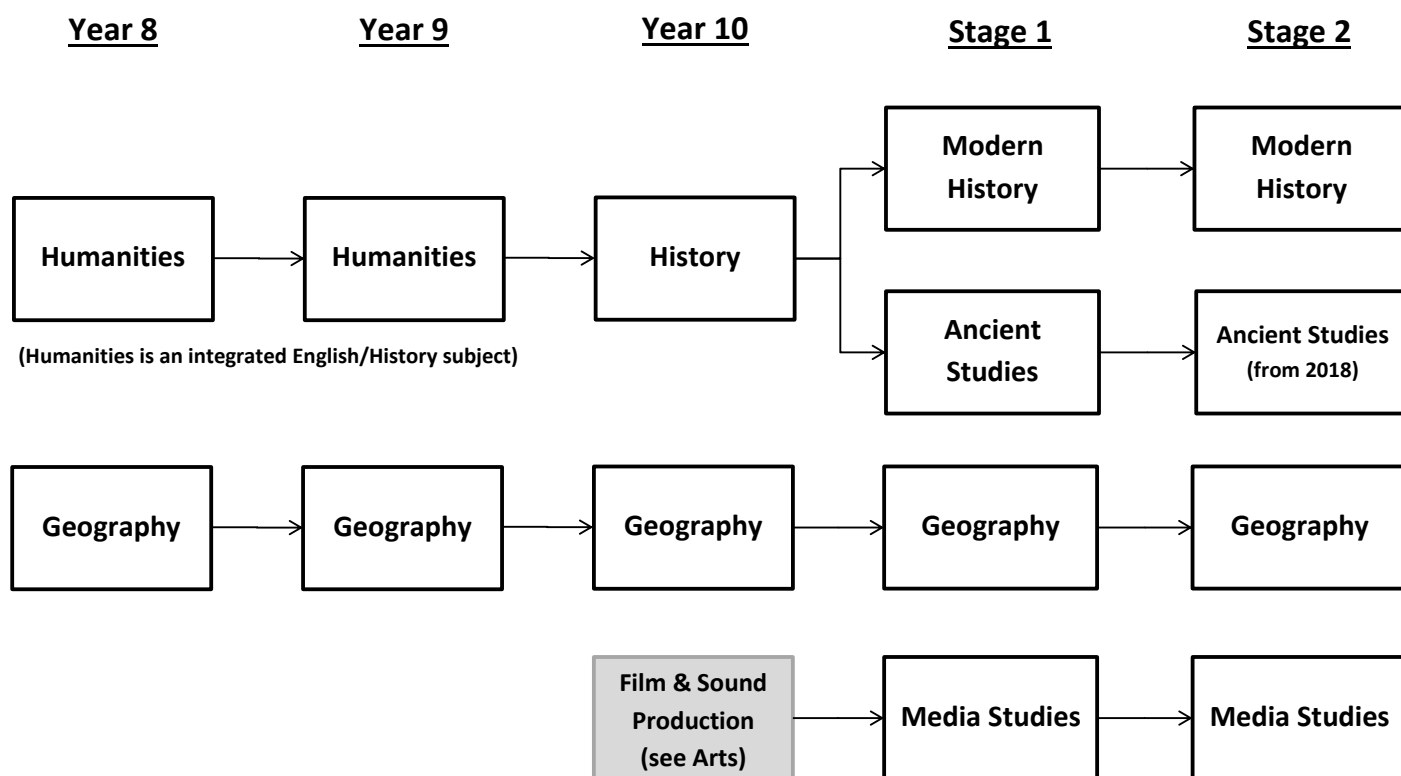 Year 8 Year 9 Year 10 Stage 1 Stage 2
Modern
History
Modern
History
Humanities
Humanities
History
Ancient
Studies
Ancient Studies
(from 2018)
(Humanities is an integrated English/History subject)
Geography
Geography
Geography
Geography
Geography
Film & Sound
Production
(see Arts)
Media Studies
Media Studies